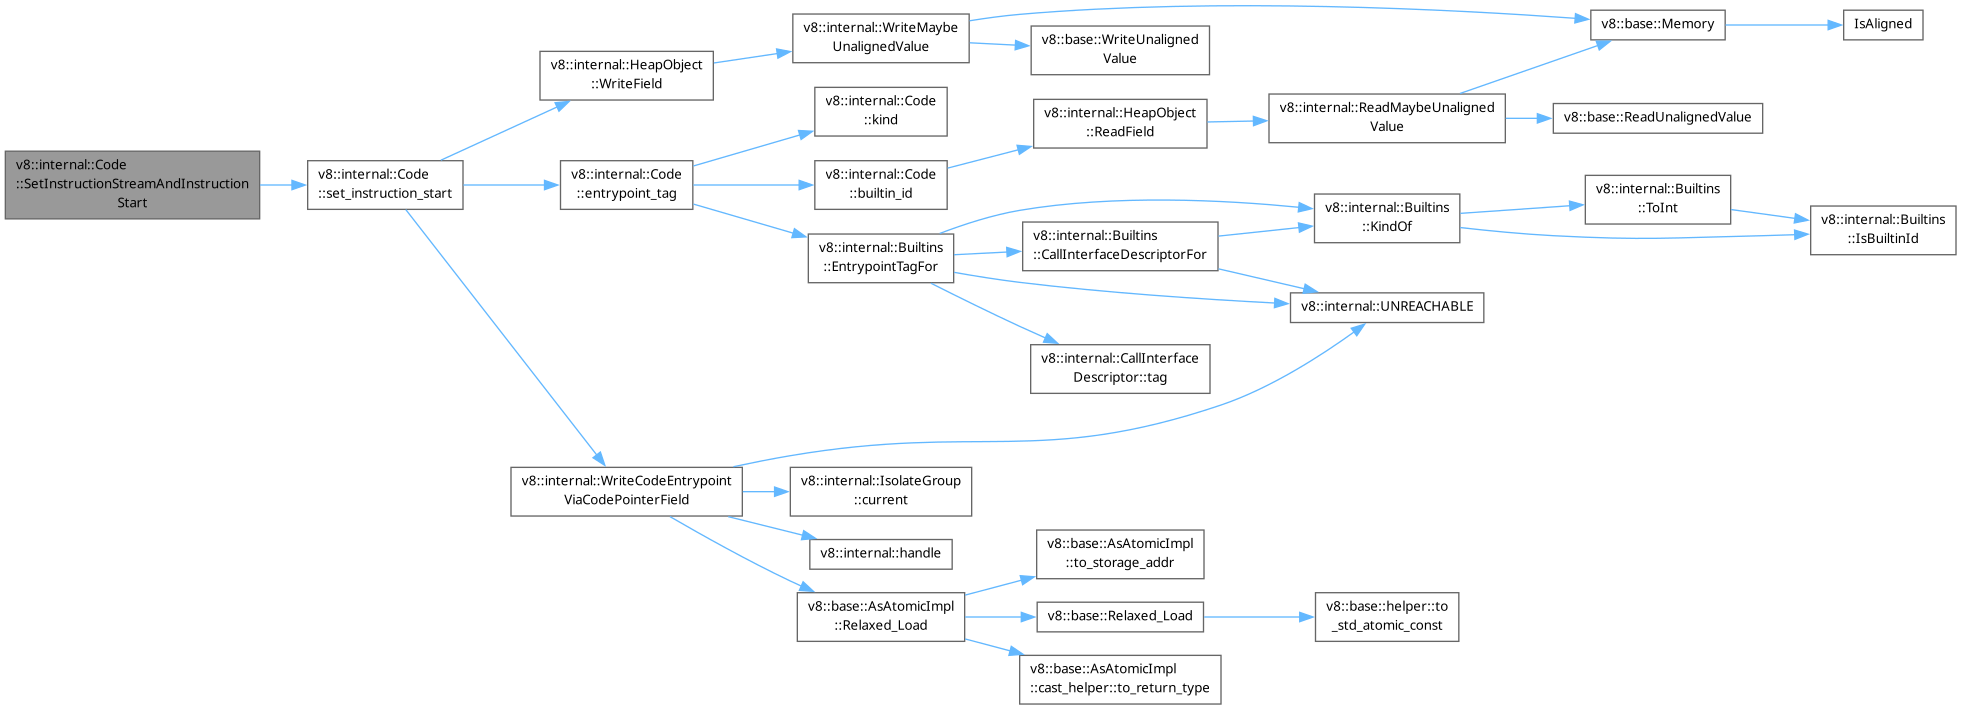 v8::internal::Code
::SetInstructionStreamAndInstruction
Start
v8::internal::Code
::set_instruction_start
v8::internal::HeapObject
::WriteField
v8::internal::WriteMaybe
UnalignedValue
v8::base::Memory
IsAligned
v8::base::WriteUnaligned
Value
v8::internal::Code
::entrypoint_tag
v8::internal::Code
::kind
v8::internal::Code
::builtin_id
v8::internal::HeapObject
::ReadField
v8::internal::ReadMaybeUnaligned
Value
v8::base::ReadUnalignedValue
v8::internal::Builtins
::EntrypointTagFor
v8::internal::Builtins
::CallInterfaceDescriptorFor
v8::internal::Builtins
::KindOf
v8::internal::Builtins
::ToInt
v8::internal::Builtins
::IsBuiltinId
v8::internal::UNREACHABLE
v8::internal::CallInterface
Descriptor::tag
v8::internal::WriteCodeEntrypoint
ViaCodePointerField
v8::internal::IsolateGroup
::current
v8::internal::handle
v8::base::AsAtomicImpl
::Relaxed_Load
v8::base::AsAtomicImpl
::to_storage_addr
v8::base::Relaxed_Load
v8::base::helper::to
_std_atomic_const
v8::base::AsAtomicImpl
::cast_helper::to_return_type